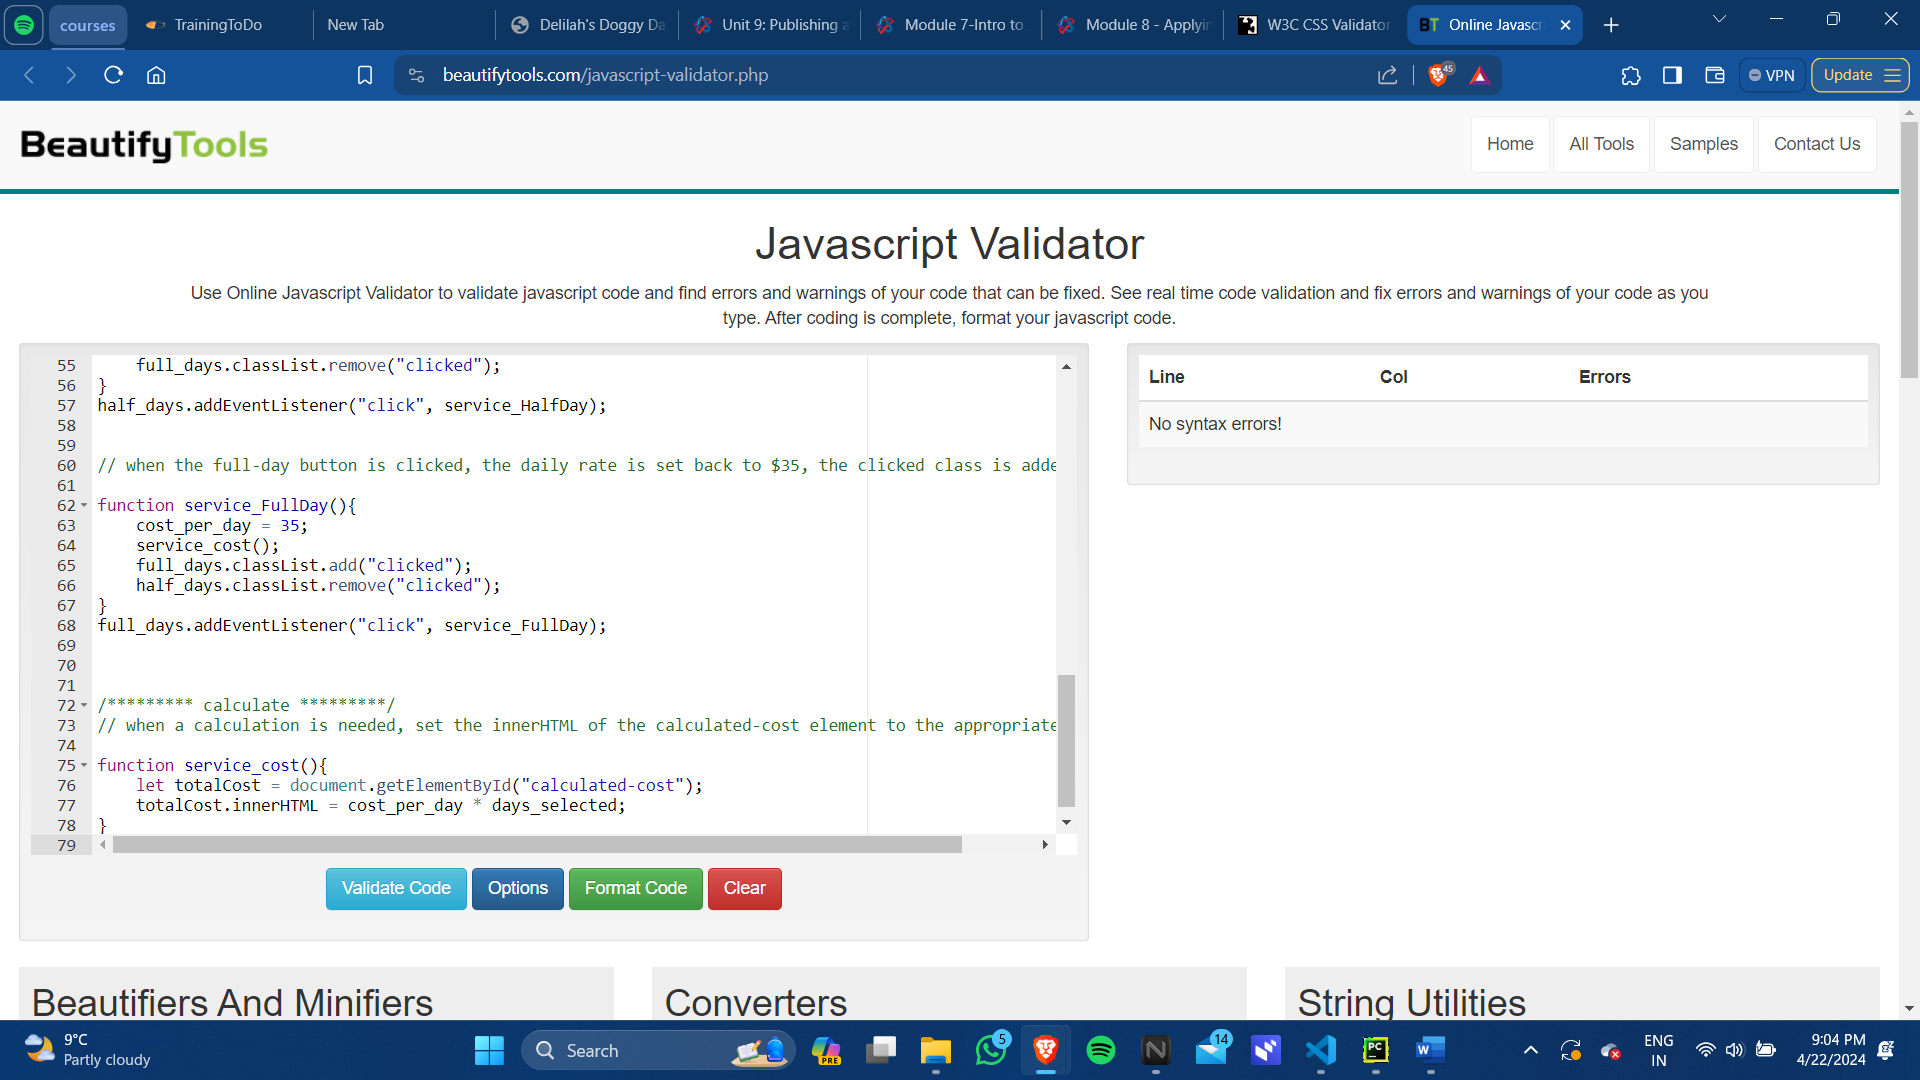 courses
TrainingToDo
New Tab
Delilah's Doggy Da
Unit 9: Publishing a
Module 7-Intro to
Module 8 - Applyi
W3C CSS Validator
BT
Online Javasc
beautifytools.com/javascript-validator.php
45
VPN
Update
BeautifyTools
Home
All Tools
Samples
Contact Us
Javascript Validator
Use Online Javascript Validator to validate javascript code and find errors and warnings of your code that can be fixed. See real time code validation and fix errors and warnings of your code as you
type. After coding is complete, format your javascript code.
55 full_days.classList.remove("clicked");
56 }
57 half_days.addEventListener("click", service_HalfDay);
58
59
60 // when the full-day button is clicked, the daily rate is set back to $35, the clicked class is adde
61
62 function service_FullDay(){
63 cost_per_day = 35;
64 service_cost();
65 full_days.classList.add("clicked");
66 half_days.classList.remove("clicked");
67 }
68 full_days.addEventListener("click", service_FullDay);
69
70
71
72 /********* calculate *********/
73 // when a calculation is needed, set the innerHTML of the calculated-cost element to the appropriate
74
75 function service_cost(){
76 let totalCost = document.getElementById("calculated-cost");
77 totalCost.innerHTML = cost_per_day * days_selected;
78 }
79
Line Col Errors
No syntax errors!
Validate Code
Options
Format Code
Clear
Beautifiers And Minifiers
Converters
String Utilities
9°C
Partly cloudy
Search
PRE
5
14
PC
W
ENG
IN
9:04 PM
4/22/2024